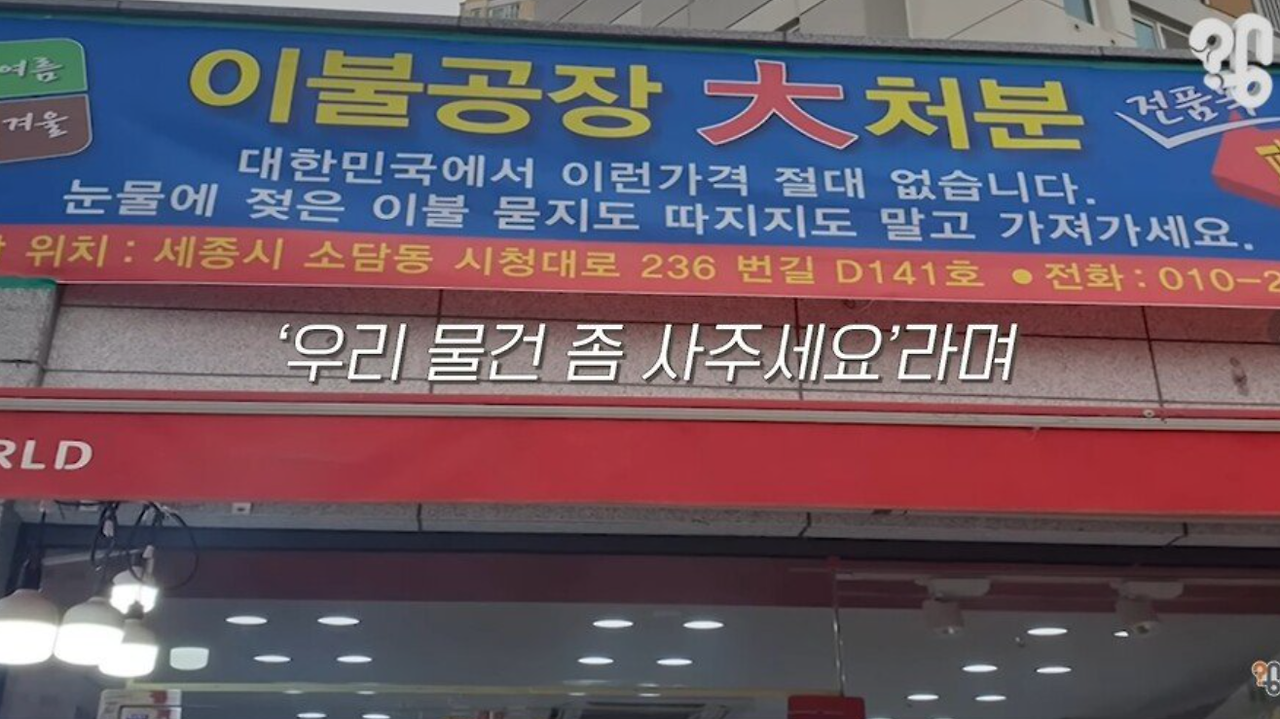 여름
겨울
이불공장 大 처분
전품목
대한민국에서 이런가격 절대 없습니다.
눈물에 젖은 이불 묻지도 따지지도 말고 가져가세요.
위치 : 세종시 소담동 시청대로 236 번길 D141호 ● 전화 : 010-2
'우리 물건 좀 사주세요'라며
RLD